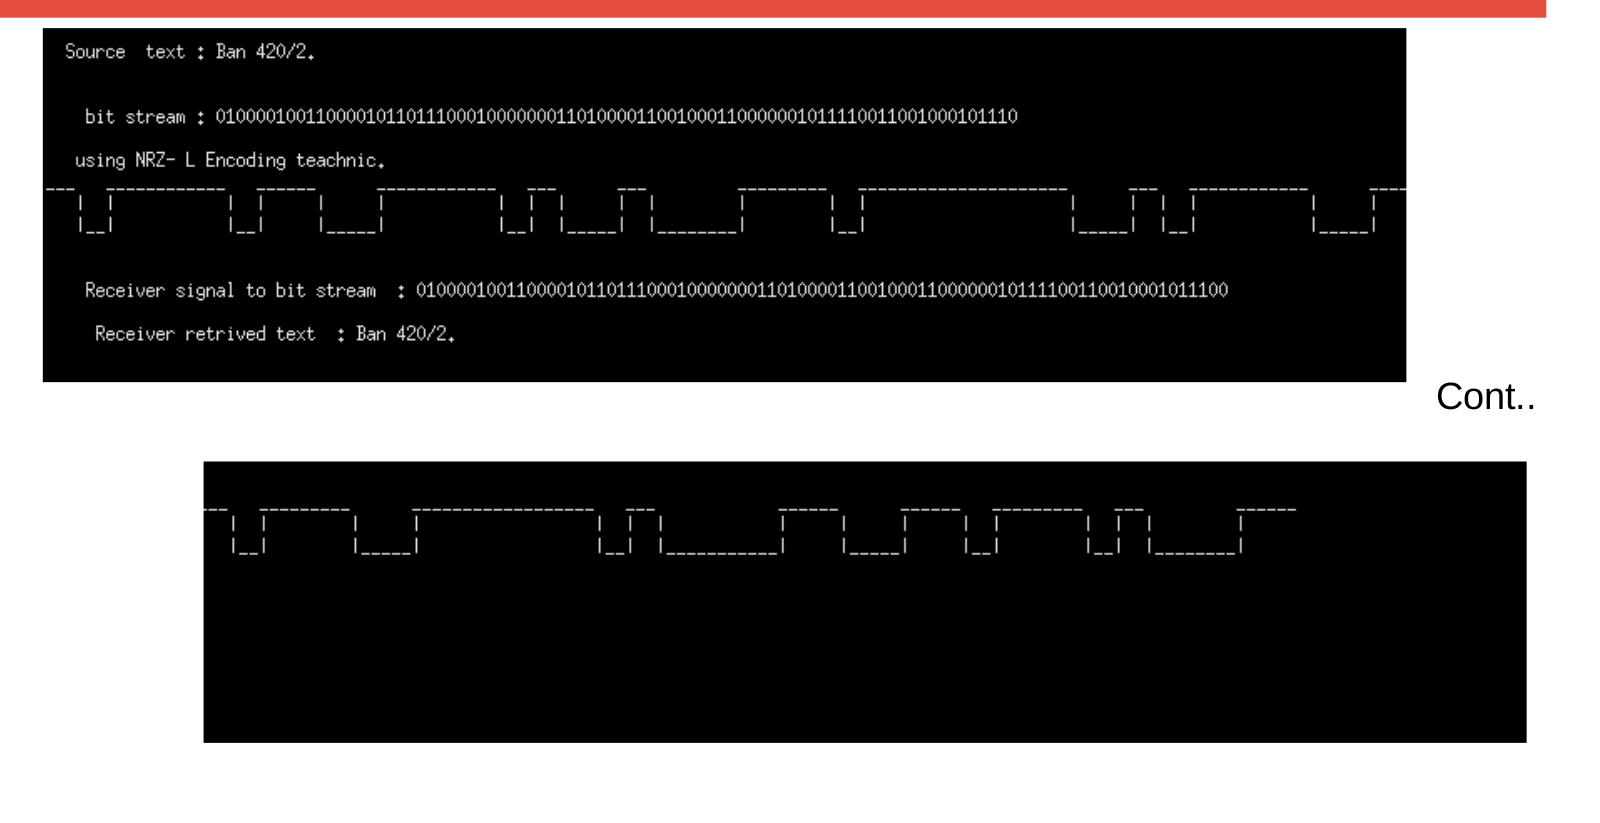 Source text : Ban 420/2.
bit stream : 01000010011000010110111000100000001101000011001000110000001011110011001000101110
using NRZ- L Encoding teachnic.
Receiver signal to bit stream : 010000100110000101101110001000000011010000110010001100000010111100110010001011100
Receiver retrived text : Ban 420/2.
Cont..